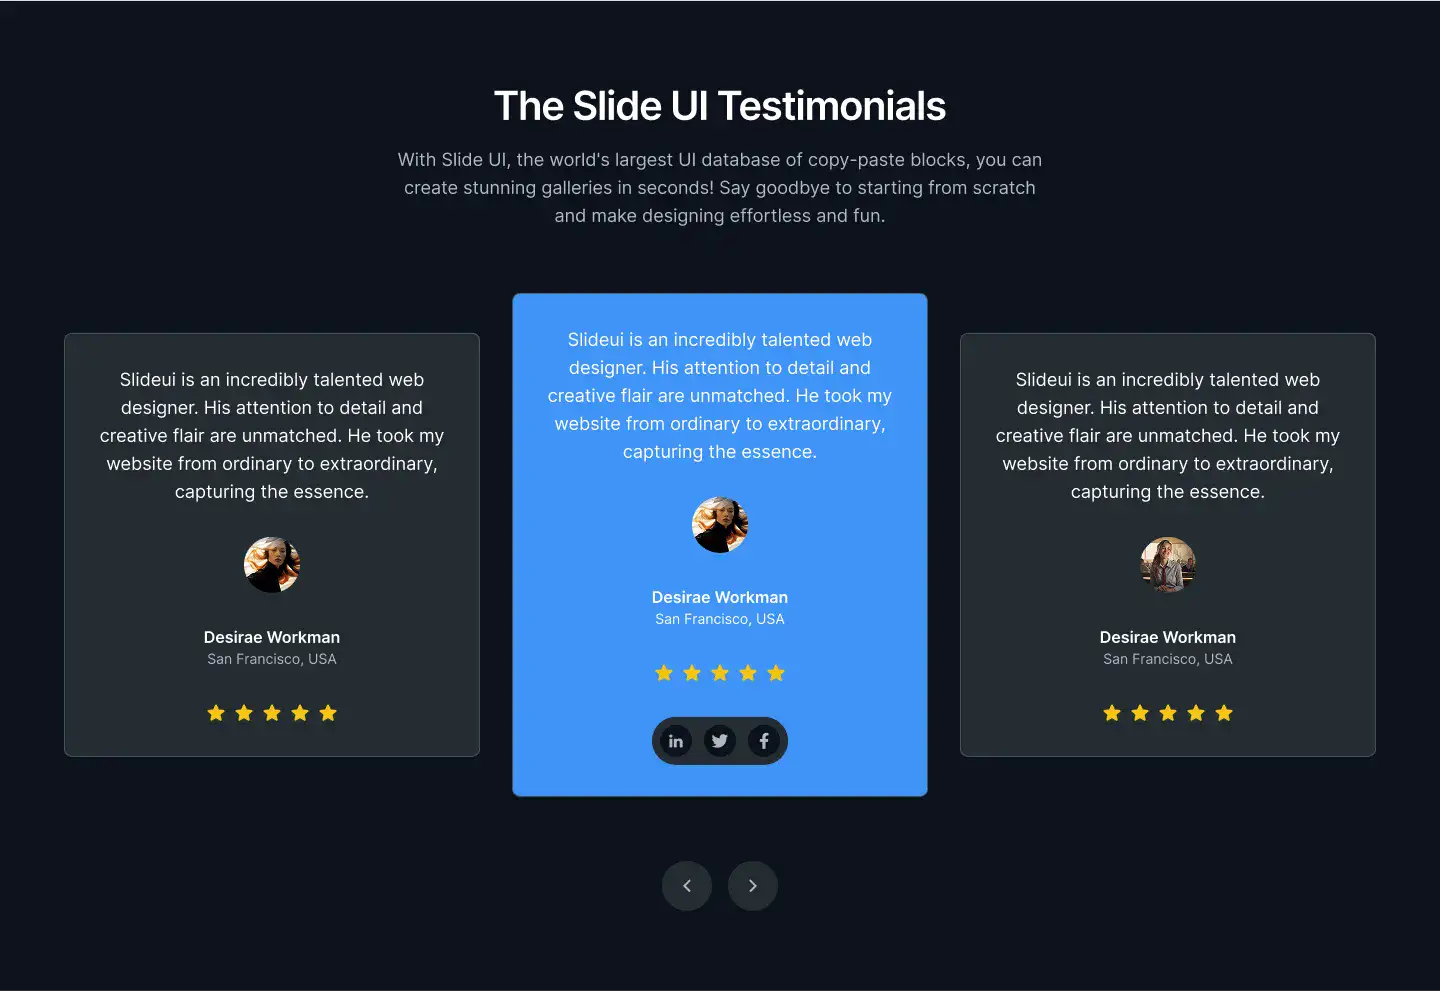 The Slide UI Testimonials
With Slide UI, the world's largest UI database of copy-paste blocks, you can
create stunning galleries in seconds! Say goodbye to starting from scratch
and make designing effortless and fun.
Slideui is an incredibly talented web
designer. His attention to detail and
creative flair are unmatched. He took my
website from ordinary to extraordinary,
capturing the essence.
Desirae Workman
San Francisco, USA
Slideui is an incredibly talented web
designer. His attention to detail and
creative flair are unmatched. He took my
website from ordinary to extraordinary,
capturing the essence.
Desirae Workman
San Francisco, USA
in
Slideui is an incredibly talented web
designer. His attention to detail and
creative flair are unmatched. He took my
website from ordinary to extraordinary,
capturing the essence.
Desirae Workman
San Francisco, USA